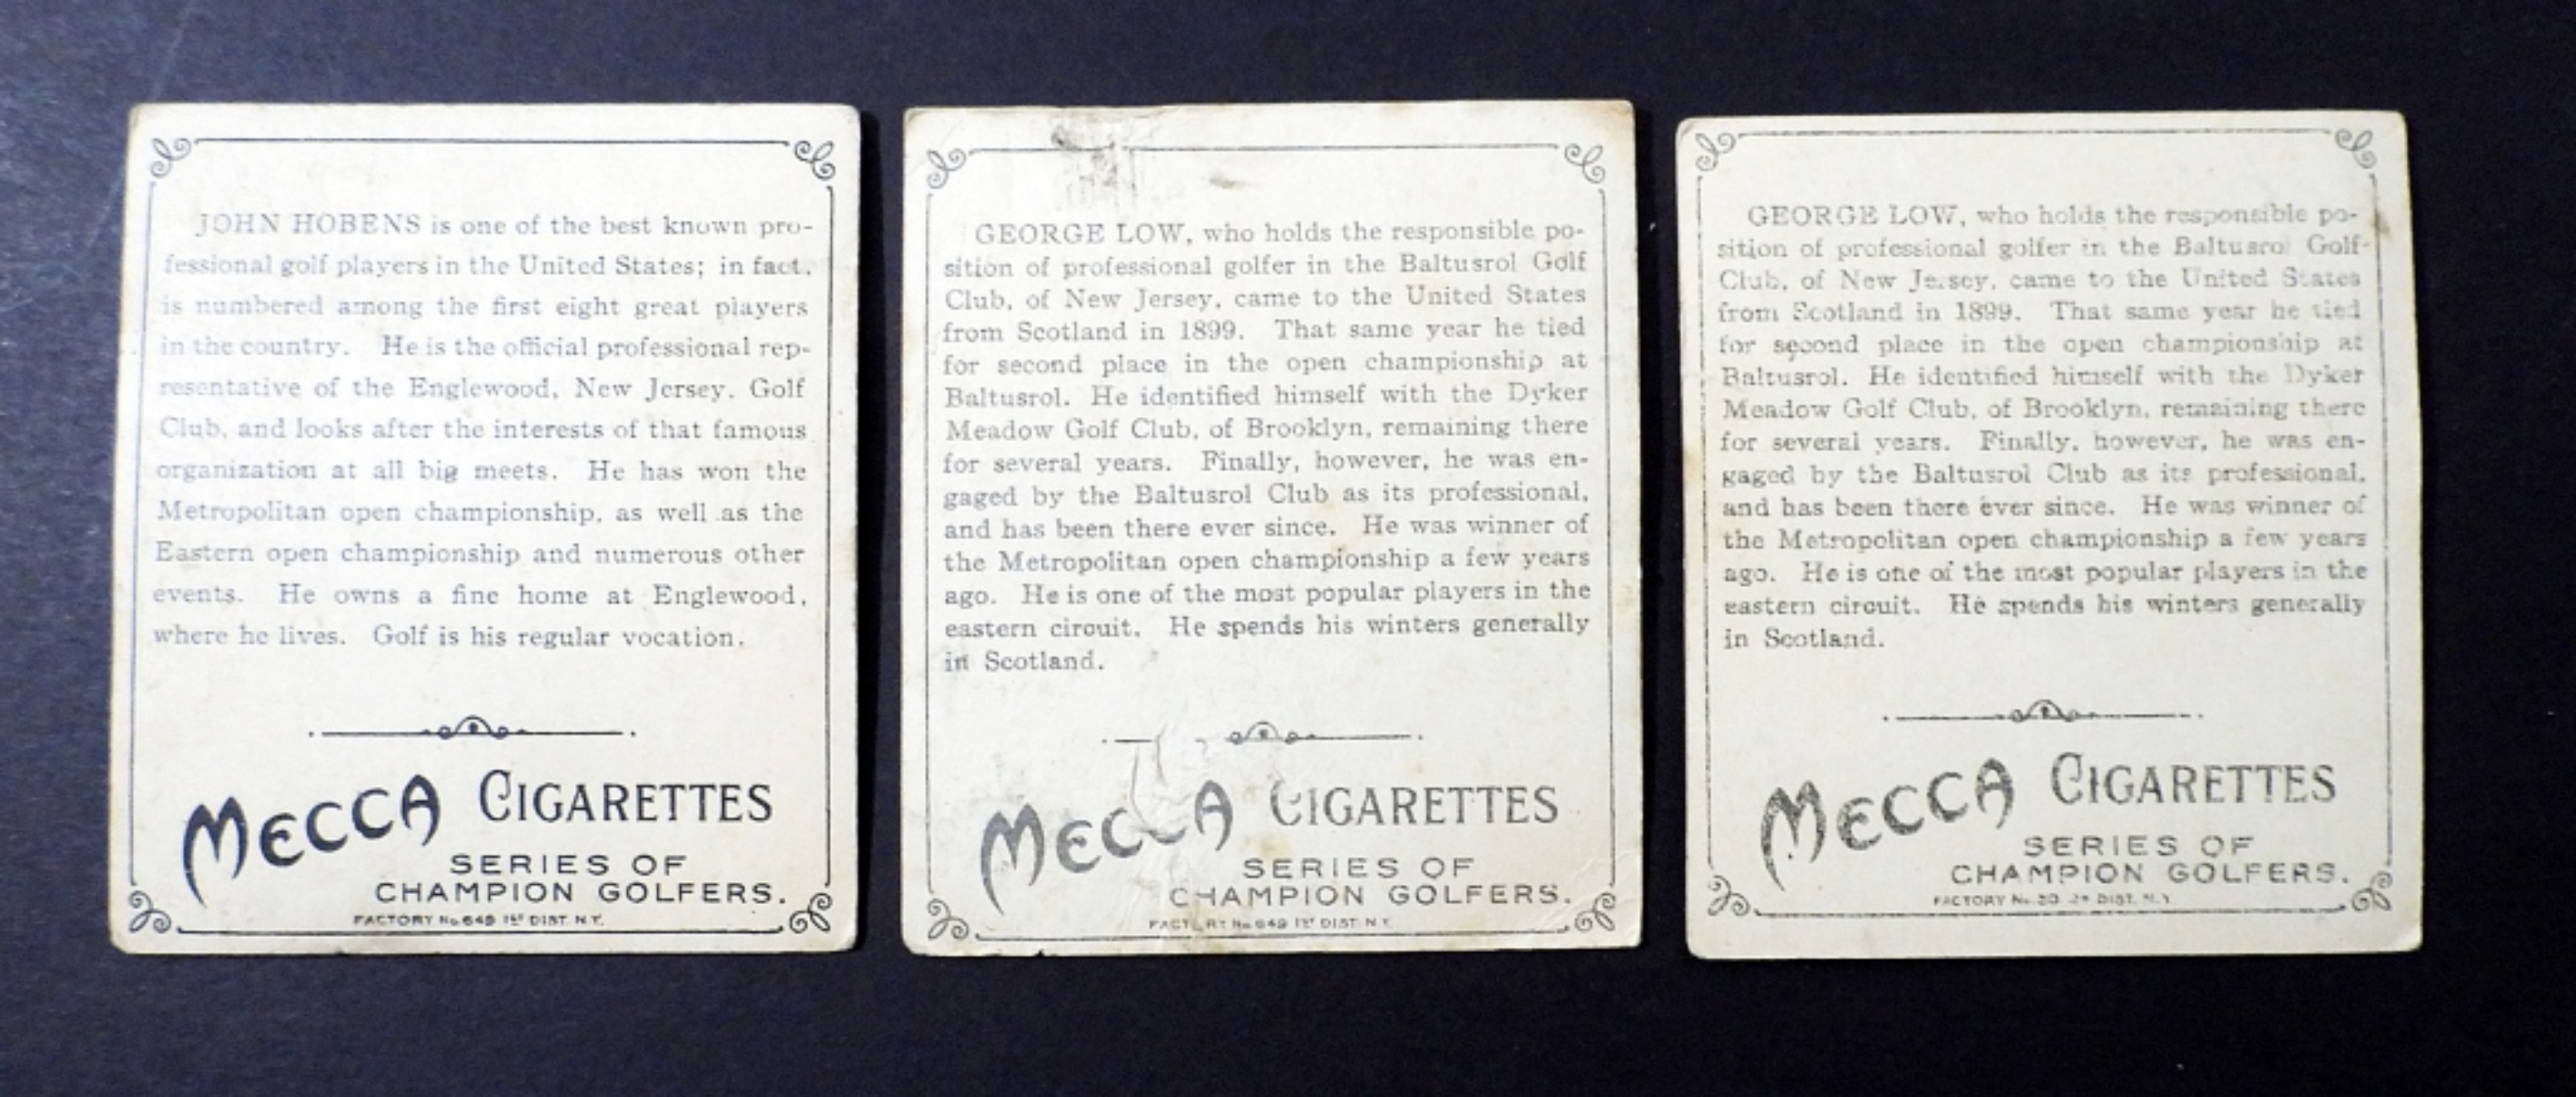 JOHN HOBENS is one of the best known pro-
fessional golf players in the United States; in fact,
is numbered among the first eight great players
in the country. He is the official professional rep-
resentative of the Englewood, New Jersey, Golf
Club, and looks after the interests of that famous
organization at all big meets. He has won the
Metropolitan open championship, as well as the
Eastern open championship and numerous other
events. He owns a fine home at Englewood,
where he lives. Golf is his regular vocation.
MECCA CIGARETTES
SERIES OF
CHAMPION GOLFERS.
FACTORY No. 649 1ST DIST. N.Y.
GEORGE LOW, who holds the responsible po-
sition of professional golfer in the Baltusrol Golf
Club, of New Jersey, came to the United States
from Scotland in 1899. That same year he tied
for second place in the open championship at
Baltusrol. He identified himself with the Dyker
Meadow Golf Club, of Brooklyn, remaining there
for several years. Finally, however, he was en-
gaged by the Baltusrol Club as its professional,
and has been there ever since. He was winner of
the Metropolitan open championship a few years
ago. He is one of the most popular players in the
eastern circuit. He spends his winters generally
in Scotland.
MECCA CIGARETTES
SERIES OF
CHAMPION GOLFERS.
FACTORY No. 649 1ST DIST. N.Y.
GEORGE LOW, who holds the responsible po-
sition of professional golfer in the Baltusrol Golf
Club, of New Jersey, came to the United States
from Scotland in 1899. That same year he tied
for second place in the open championship at
Baltusrol. He identified himself with the Dyker
Meadow Golf Club, of Brooklyn, remaining there
for several years. Finally, however, he was en-
gaged by the Baltusrol Club as its professional,
and has been there ever since. He was winner of
the Metropolitan open championship a few years
ago. He is one of the most popular players in the
eastern circuit. He spends his winters generally
in Scotland.
MECCA CIGARETTES
SERIES OF
CHAMPION GOLFERS.
FACTORY No. 30 2D DIST. N.Y.